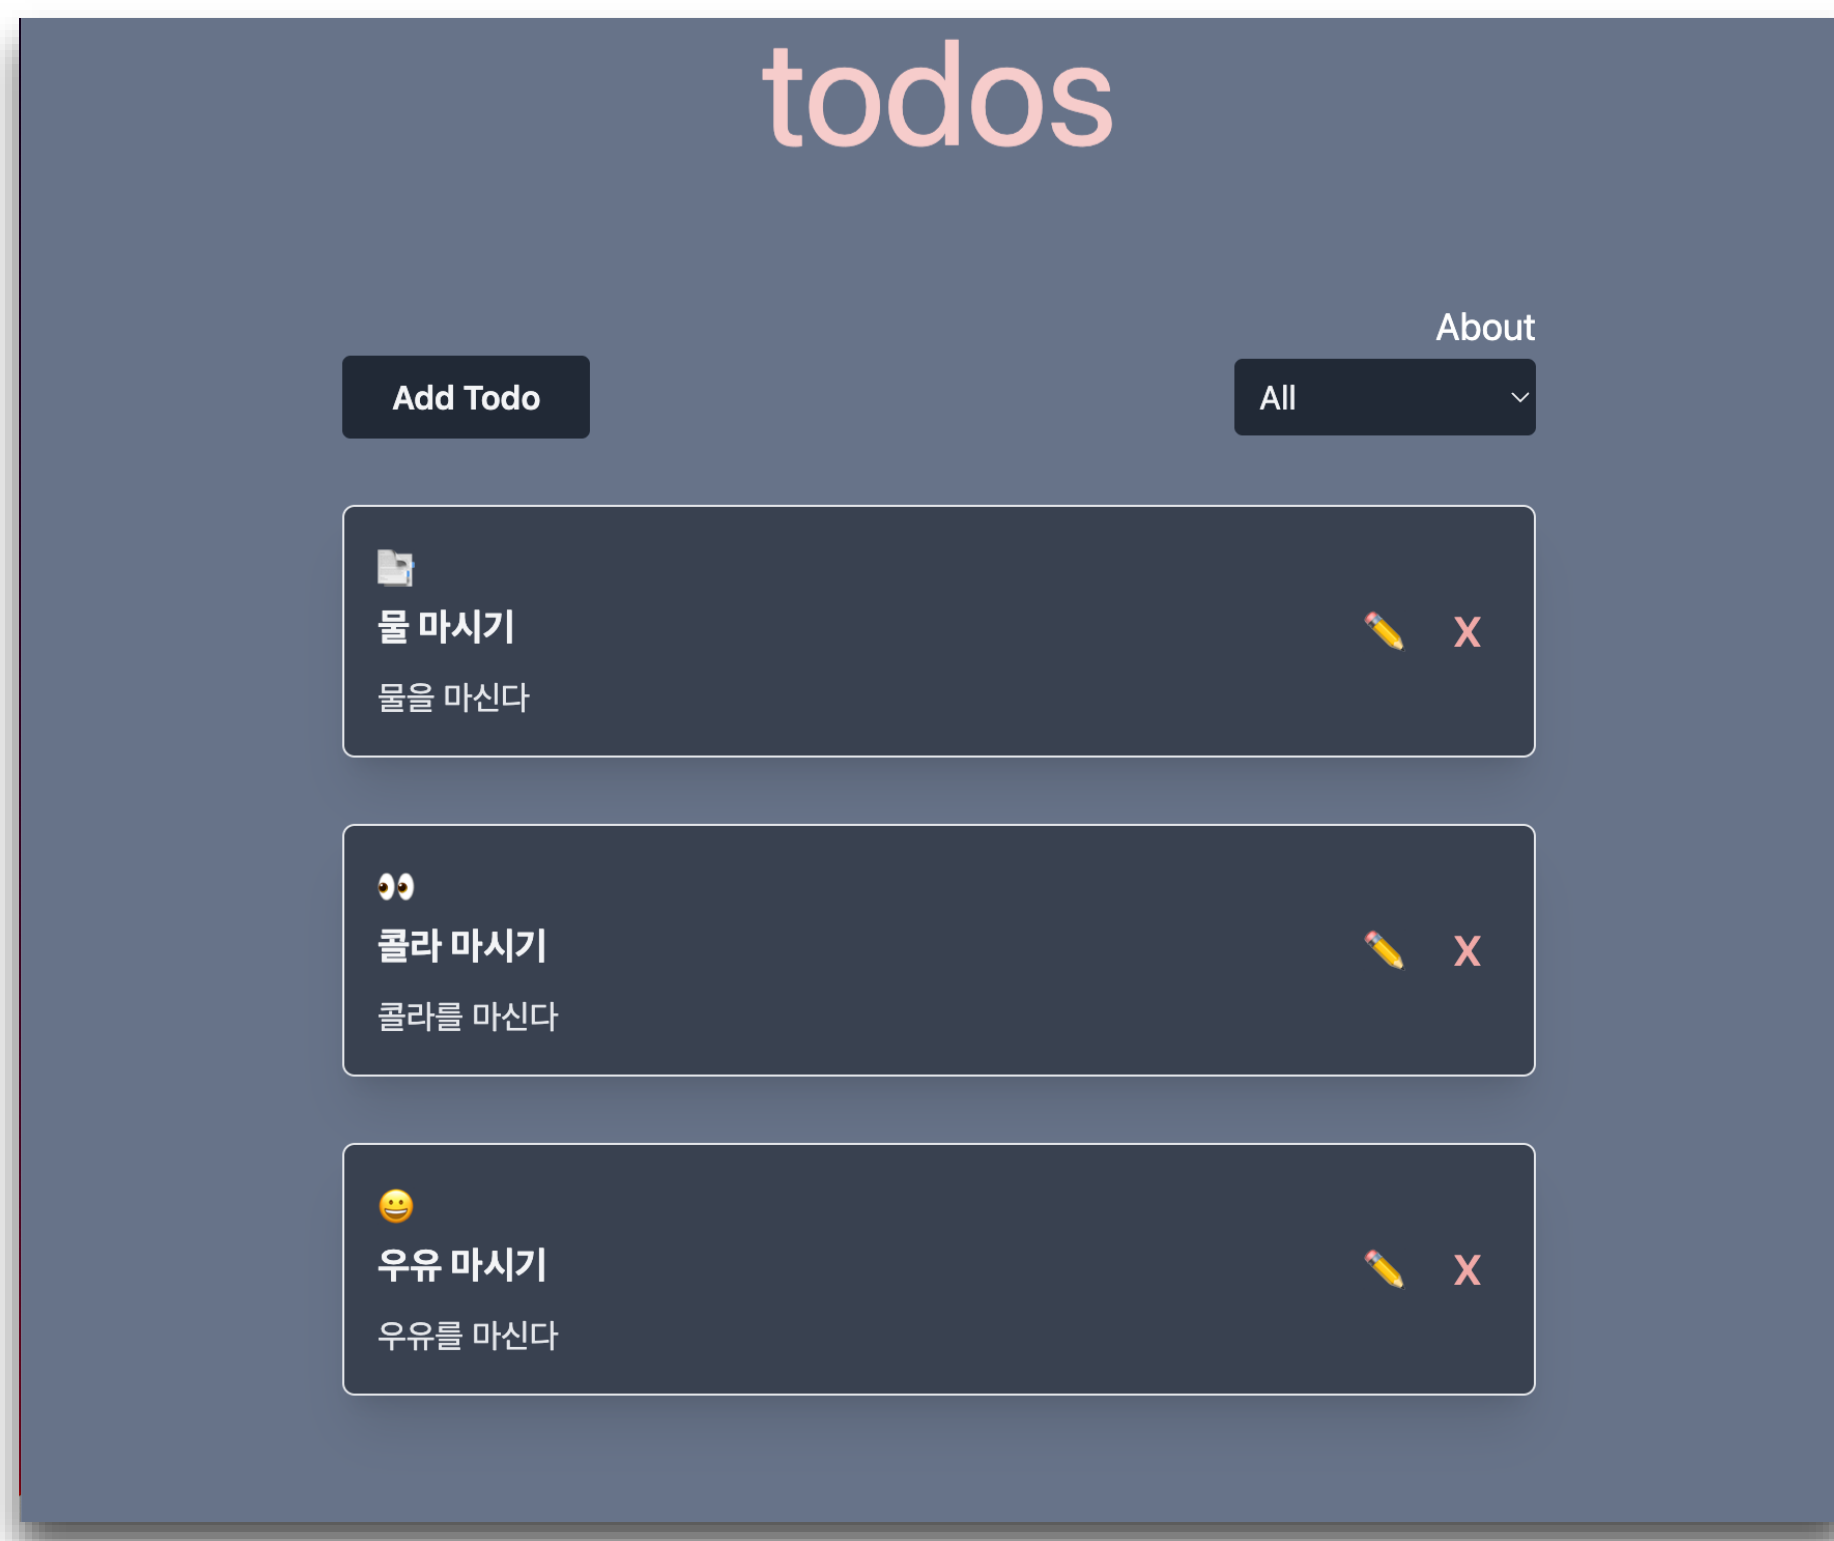 todos
About
Add Todo
All
물 마시기
X
물을 마신다
👀
콜라 마시기
X
콜라를 마신다
😀
우유 마시기
X
우유를 마신다